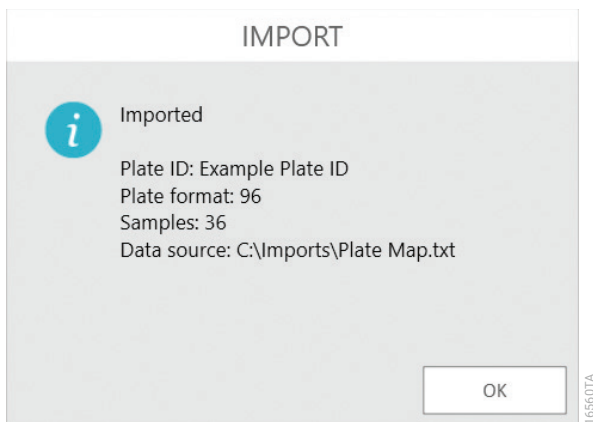 IMPORT
i
Imported
Plate ID: Example Plate ID
Plate format: 96
Samples: 36
Data source: C:\Imports\Plate Map.txt
OK
16560TA